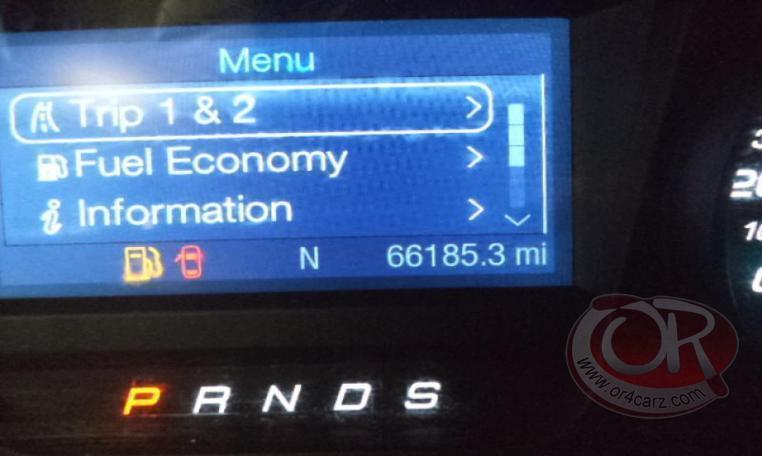 Menu
Trip 1 & 2 >
Fuel Economy >
i Information >
N 66185.3 mi
P R N D S
OR
www.or4carz.com